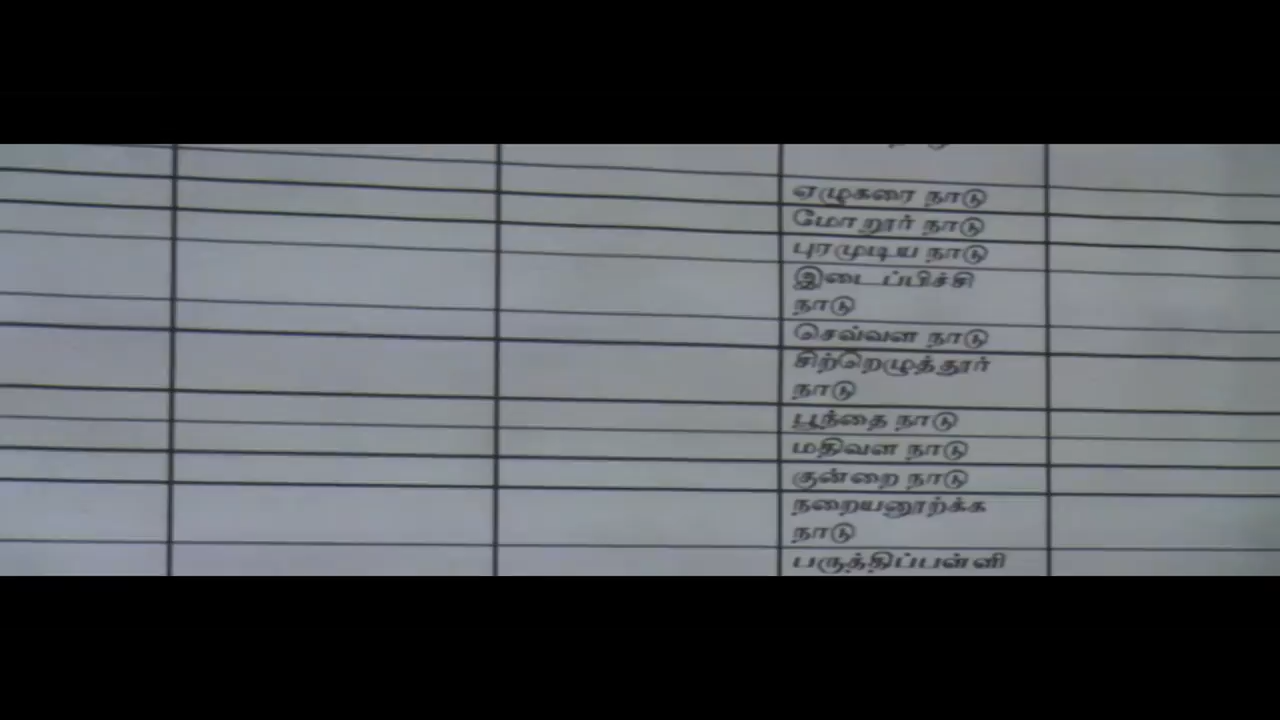 ஏழுகரை நாடு
மோறூர் நாடு
புரமுடிய நாடு
இடைப்பிச்சி
நாடு
செவ்வள நாடு
சிற்றெழுத்தூர்
நாடு
பூந்தை நாடு
மதிவள நாடு
குன்றை நாடு
நறையனூற்க்க
நாடு
பருத்திப்பள்ளி